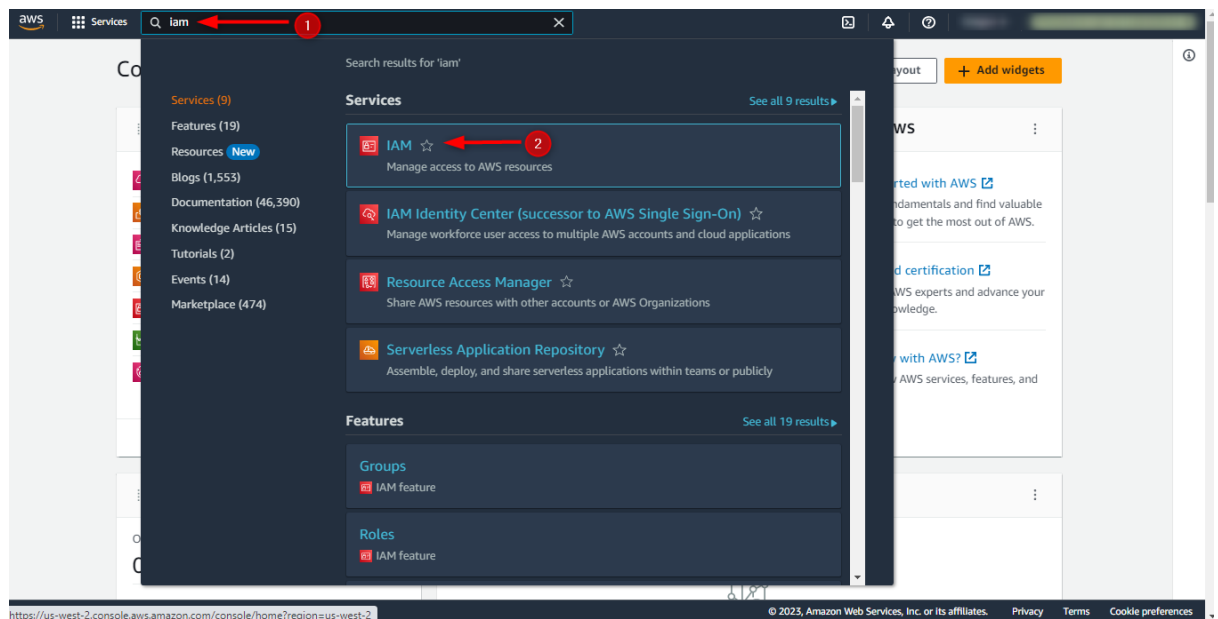 aws
Services
iam
1
Search results for 'iam'
Services (9)
Features (19)
Resources New
Blogs (1,553)
Documentation (46,390)
Knowledge Articles (15)
Tutorials (2)
Events (14)
Marketplace (474)
Services
See all 9 results
IAM
2
Manage access to AWS resources
IAM Identity Center (successor to AWS Single Sign-On)
Manage workforce user access to multiple AWS accounts and cloud applications
Resource Access Manager
Share AWS resources with other accounts or AWS Organizations
Serverless Application Repository
Assemble, deploy, and share serverless applications within teams or publicly
Features
See all 19 results
Groups
IAM feature
Roles
IAM feature
Co
yout
+ Add widgets
WS
rted with AWS
ndamentals and find valuable
to get the most out of AWS.
d certification
WS experts and advance your
owledge.
with AWS?
AWS services, features, and
https://us-west-2.console.aws.amazon.com/console/home?region=us-west-2
© 2023, Amazon Web Services, Inc. or its affiliates.
Privacy
Terms
Cookie preferences